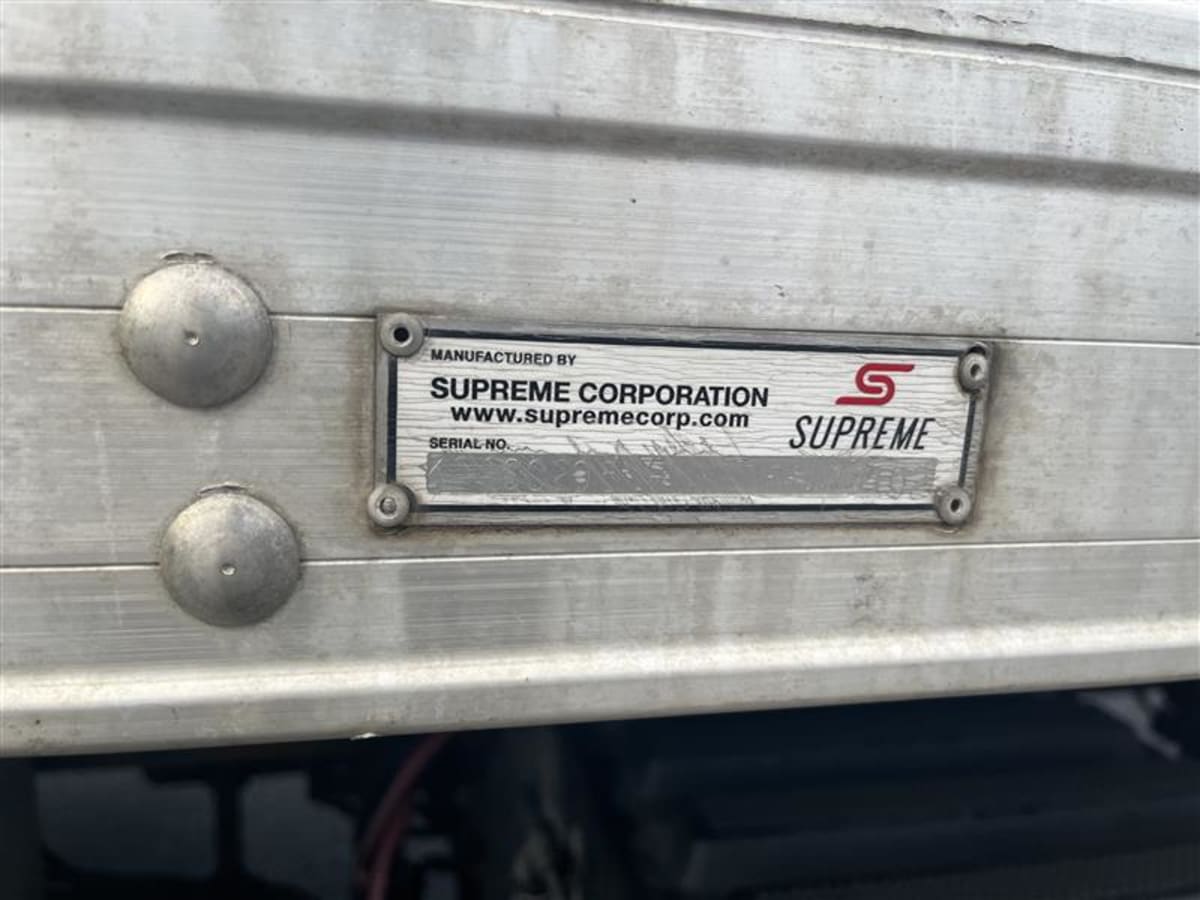 MANUFACTURED BY
SUPREME CORPORATION
www.supremecorp.com
SERIAL NO.
SUPREME